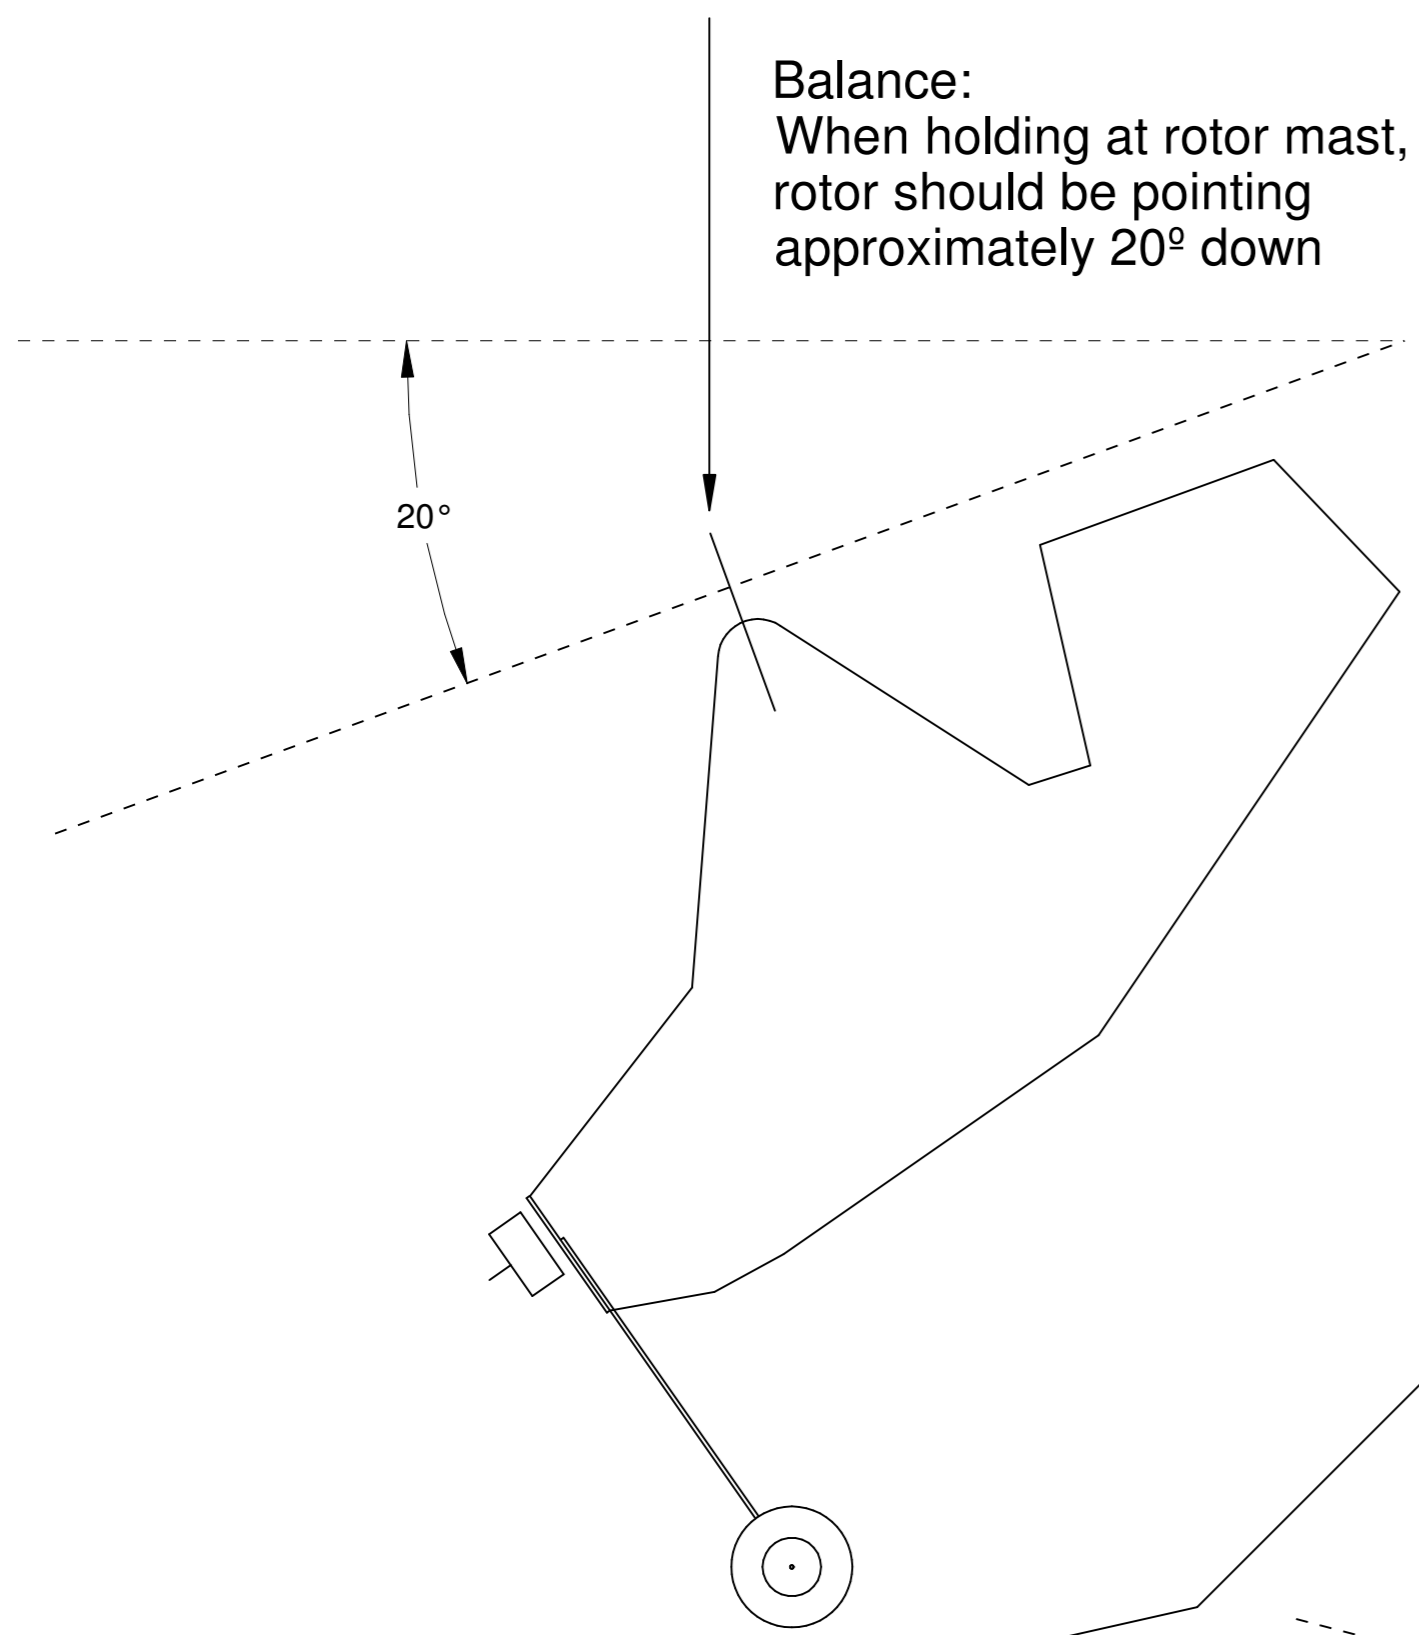 Balance:
When holding at rotor mast,
rotor should be pointing
approximately 20º down
20°